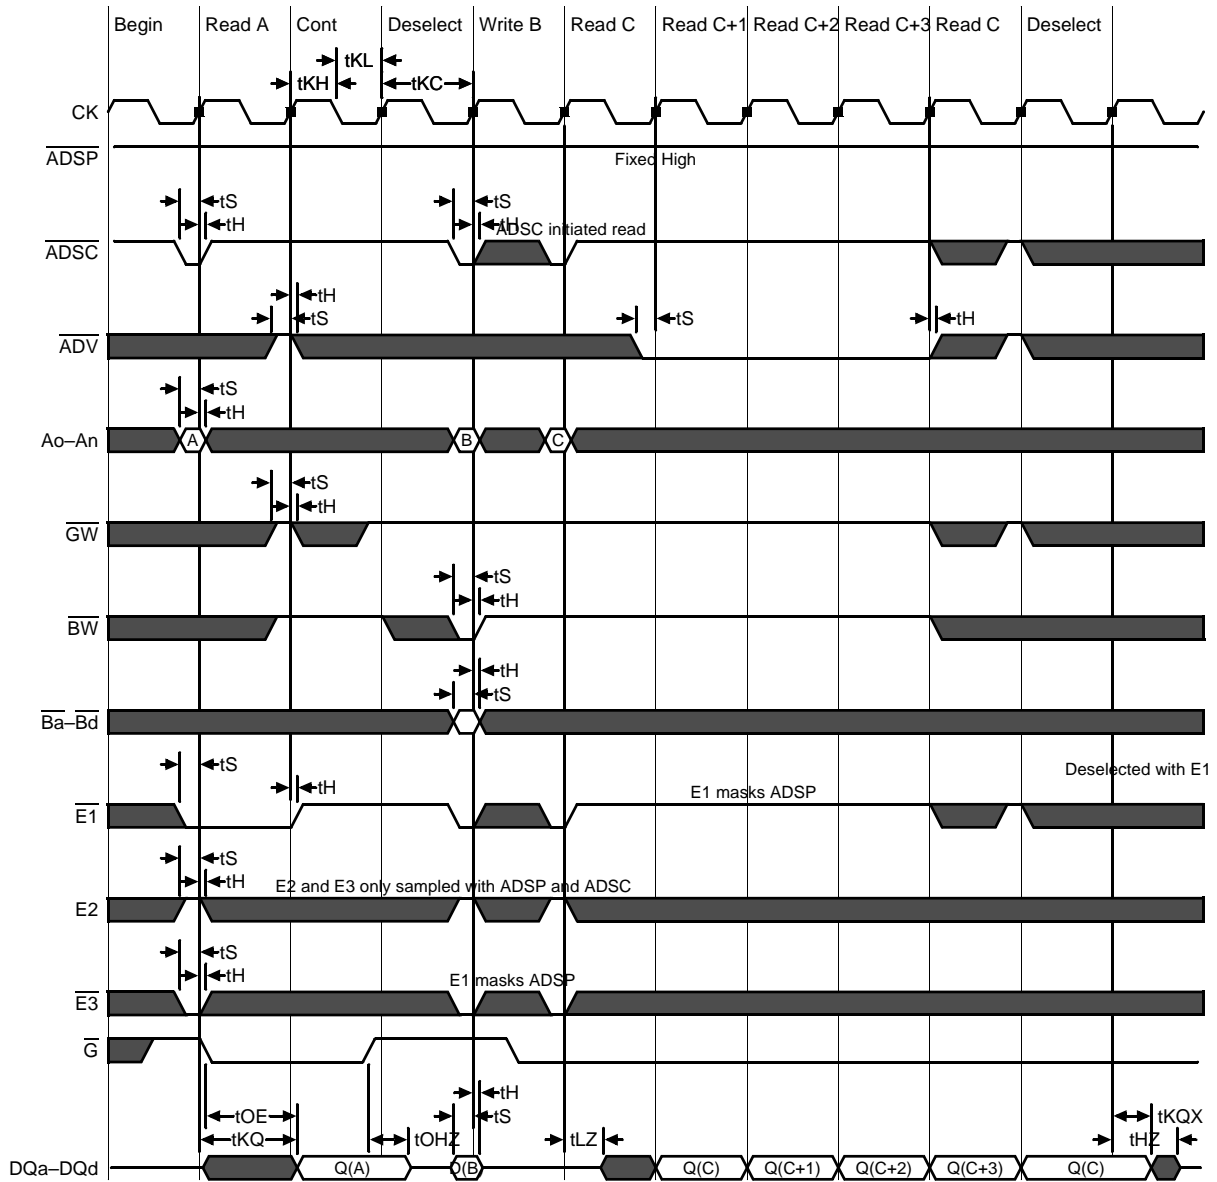 Begin Read A Cont Deselect Write B Read C Read C+1 Read C+2 Read C+3 Read C Deselect
tKL
tKH tKC
CK
ADSP
Fixed High
tS tS
tH tH
ADSC initiated read
ADSC
tH
tS tS tH
ADV
tS
tH
Ao–An A B C
tS
tH
GW
tS
tH
BW
tH
tS
Ba–Bd
tS Deselected with E1
tH
E1 masks ADSP
E1
tS
tH
E2 and E3 only sampled with ADSP and ADSC
E2
tS
tH
E1 masks ADSP
E3
G
tH
tOE tS tKQX
tKQ tOHZ tLZ tHZ
DQa–DQd Q(A) D(B) Q(C) Q(C+1) Q(C+2) Q(C+3) Q(C)